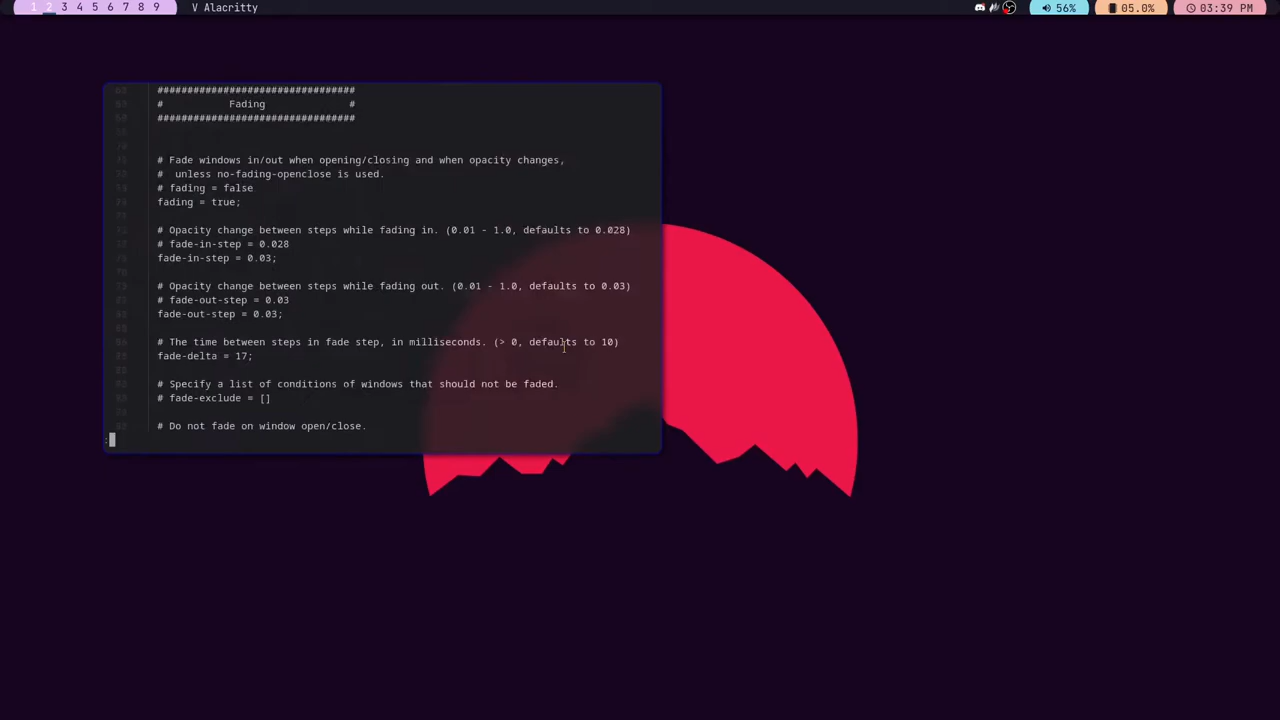 1 2 3 4 5 6 7 8 9 V Alacritty 56% 05.0% 03:39 PM
#################################
# Fading #
#################################
# Fade windows in/out when opening/closing and when opacity changes,
# unless no-fading-openclose is used.
# fading = false
fading = true;
# Opacity change between steps while fading in. (0.01 - 1.0, defaults to 0.028)
# fade-in-step = 0.028
fade-in-step = 0.03;
# Opacity change between steps while fading out. (0.01 - 1.0, defaults to 0.03)
# fade-out-step = 0.03
fade-out-step = 0.03;
# The time between steps in fade step, in milliseconds. (> 0, defaults to 10)
fade-delta = 17;
# Specify a list of conditions of windows that should not be faded.
# fade-exclude = []
# Do not fade on window open/close.
: